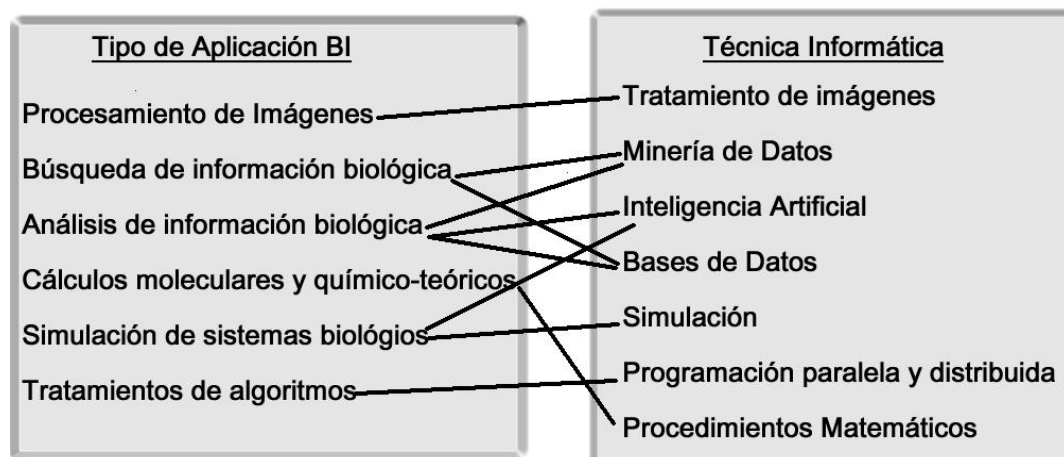 Tipo de Aplicación BI
Procesamiento de Imágenes
Búsqueda de información biológica
Análisis de información biológica
Cálculos moleculares y químico-teóricos
Simulación de sistemas biológios
Tratamientos de algoritmos
Técnica Informática
Tratamiento de imágenes
Minería de Datos
Inteligencia Artificial
Bases de Datos
Simulación
Programación paralela y distribuida
Procedimientos Matemáticos